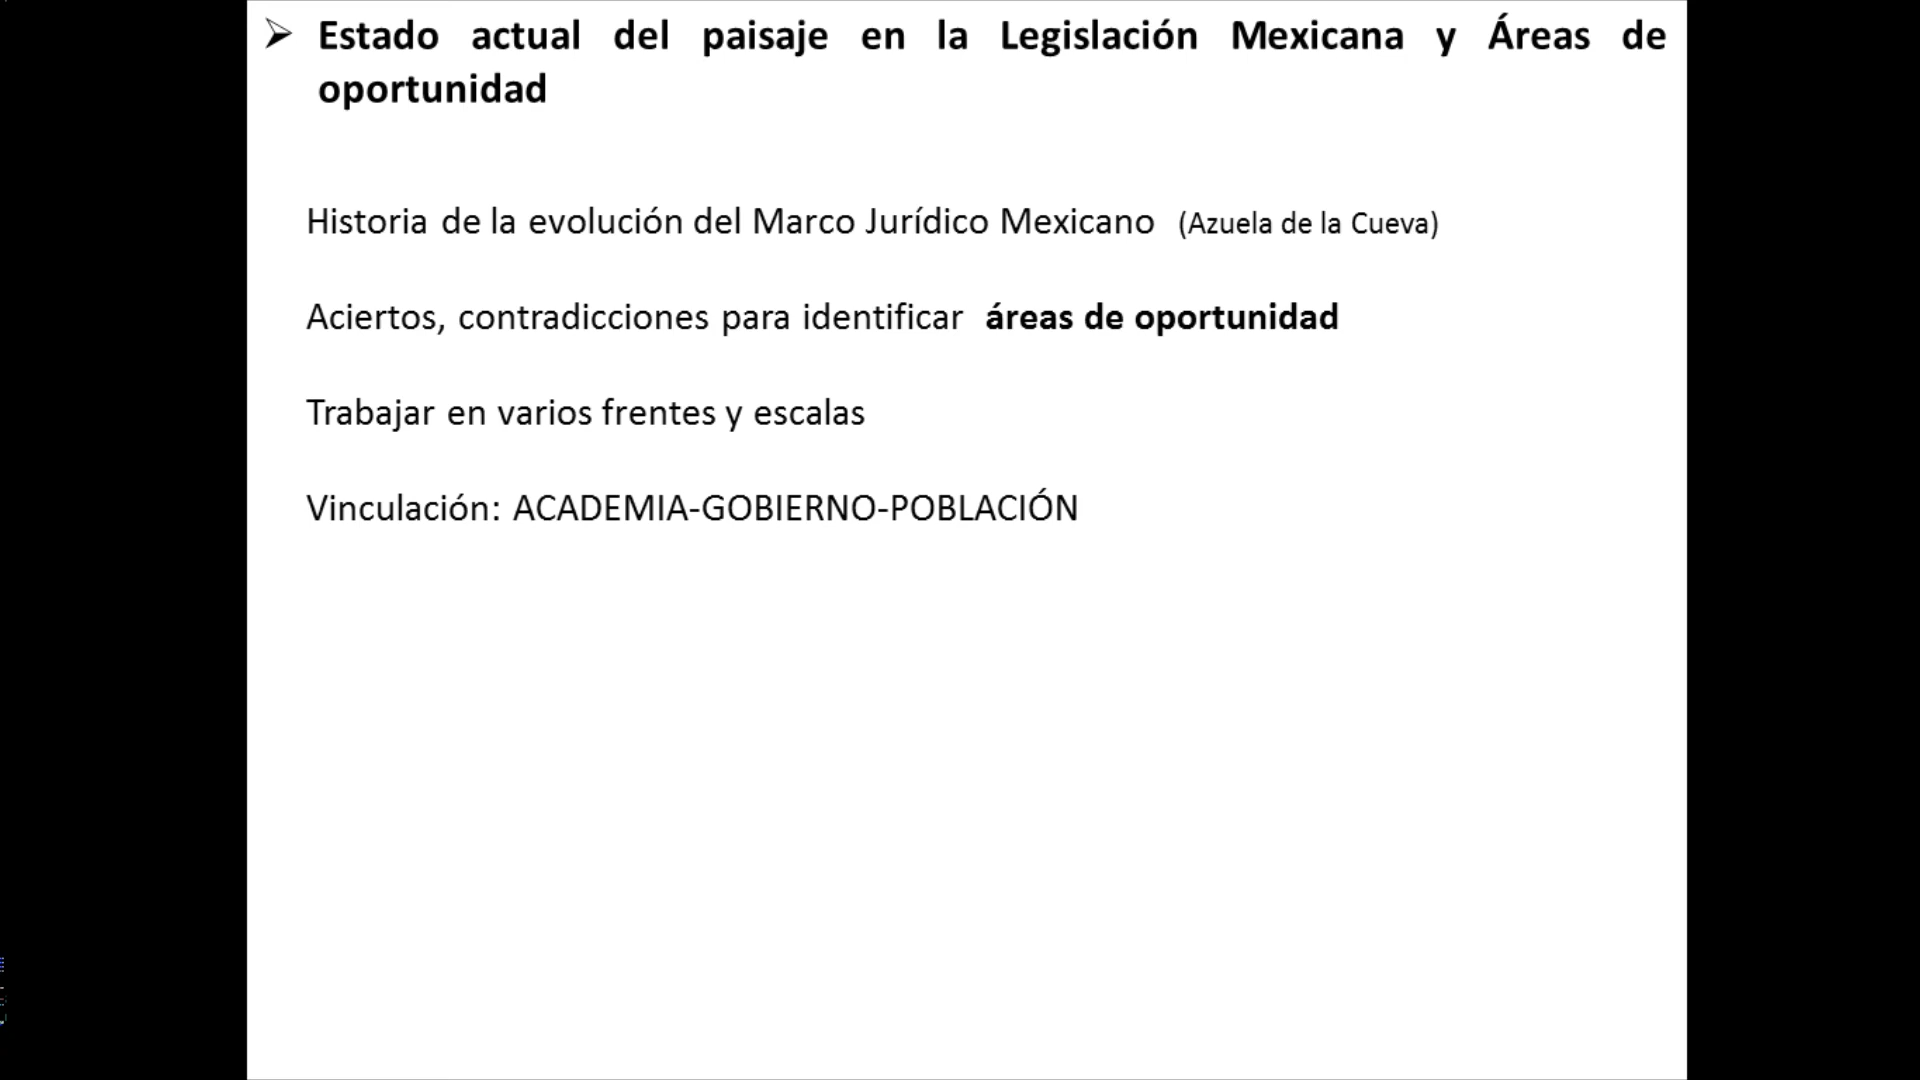 Estado actual del paisaje en la Legislación Mexicana y Áreas de
oportunidad
Historia de la evolución del Marco Jurídico Mexicano (Azuela de la Cueva)
Aciertos, contradicciones para identificar áreas de oportunidad
Trabajar en varios frentes y escalas
Vinculación: ACADEMIA-GOBIERNO-POBLACIÓN